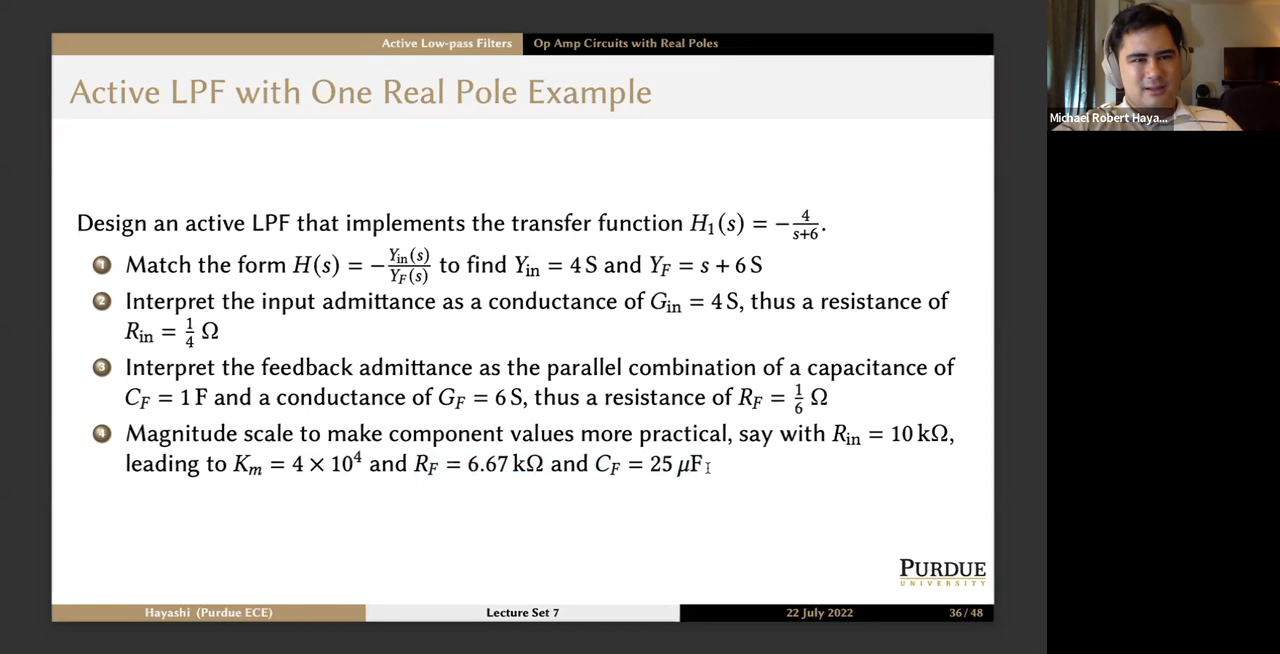 Active Low-pass Filters Op Amp Circuits with Real Poles
Michael Robert Haya...
Active LPF with One Real Pole Example
Design an active LPF that implements the transfer function H₁(s) = −4/(s+6).
1 Match the form H(s) = −Y_in(s)/Y_F(s) to find Y_in = 4 S and Y_F = s + 6 S
2 Interpret the input admittance as a conductance of G_in = 4 S, thus a resistance of
R_in = 1/4 Ω
3 Interpret the feedback admittance as the parallel combination of a capacitance of
C_F = 1 F and a conductance of G_F = 6 S, thus a resistance of R_F = 1/6 Ω
4 Magnitude scale to make component values more practical, say with R_in = 10 kΩ,
leading to K_m = 4 × 10⁴ and R_F = 6.67 kΩ and C_F = 25 μF
PURDUE
UNIVERSITY
Hayashi (Purdue ECE) Lecture Set 7 22 July 2022 36 / 48